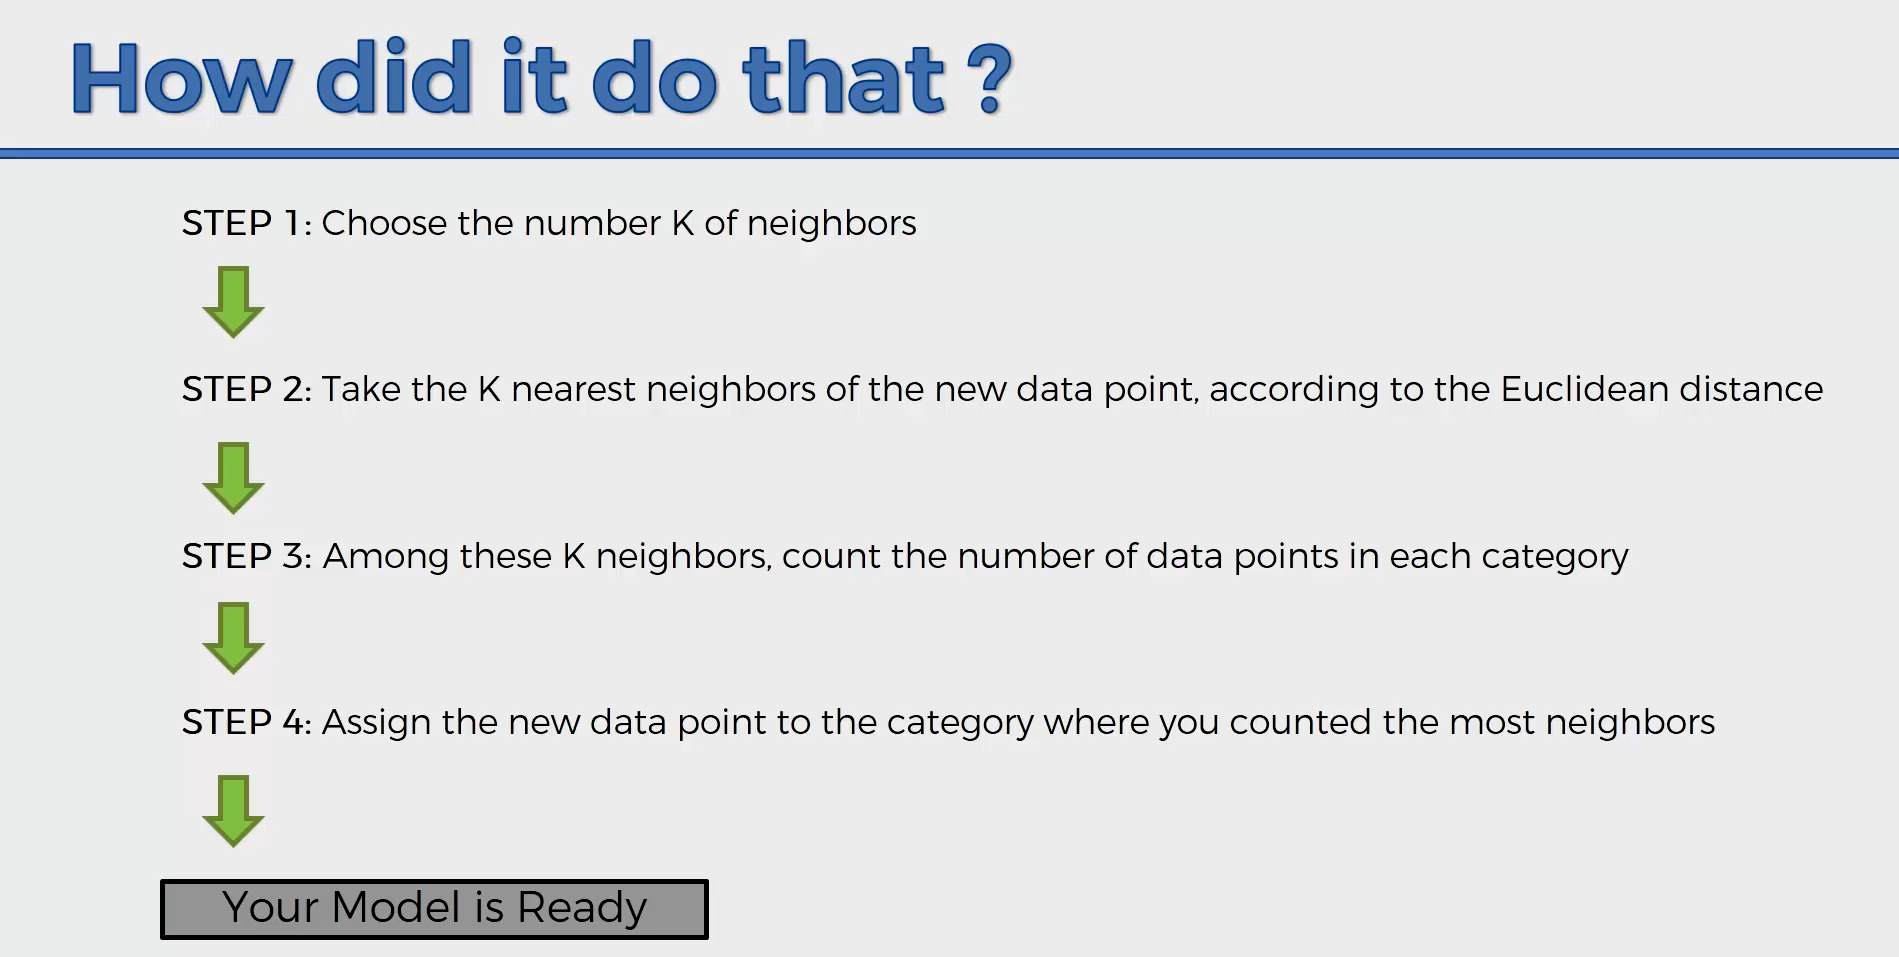 How did it do that ?
STEP 1: Choose the number K of neighbors
STEP 2: Take the K nearest neighbors of the new data point, according to the Euclidean distance
STEP 3: Among these K neighbors, count the number of data points in each category
STEP 4: Assign the new data point to the category where you counted the most neighbors
Your Model is Ready